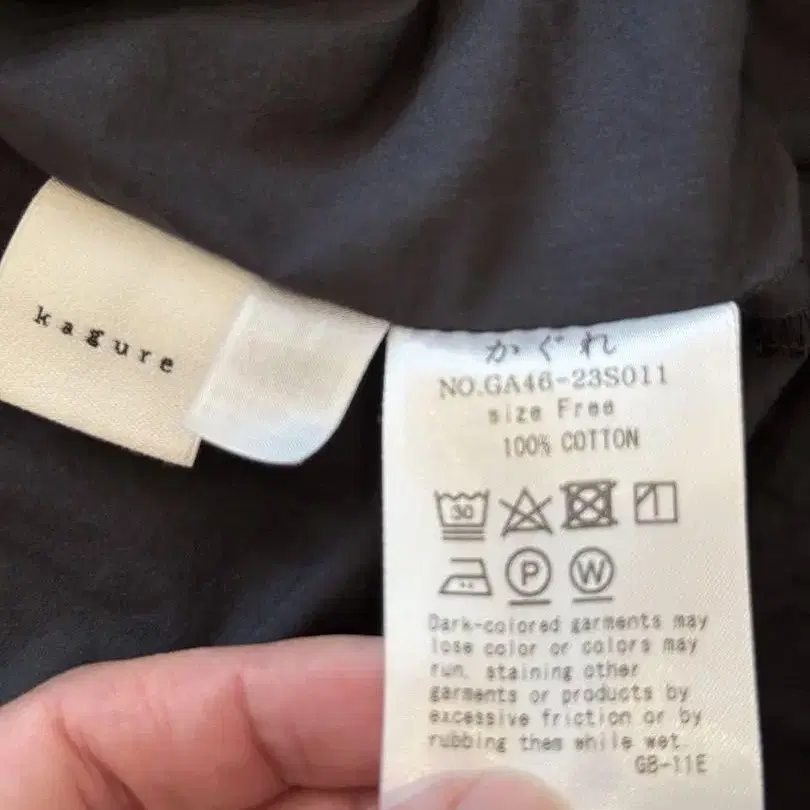 kagure
かぐれ
NO.GA46-23S011
size Free
100% COTTON
30
P
W
Dark-colored garments may
lose color or colors may
run, staining other
garments or products by
excessive friction or by
rubbing them while wet.
GB-11E